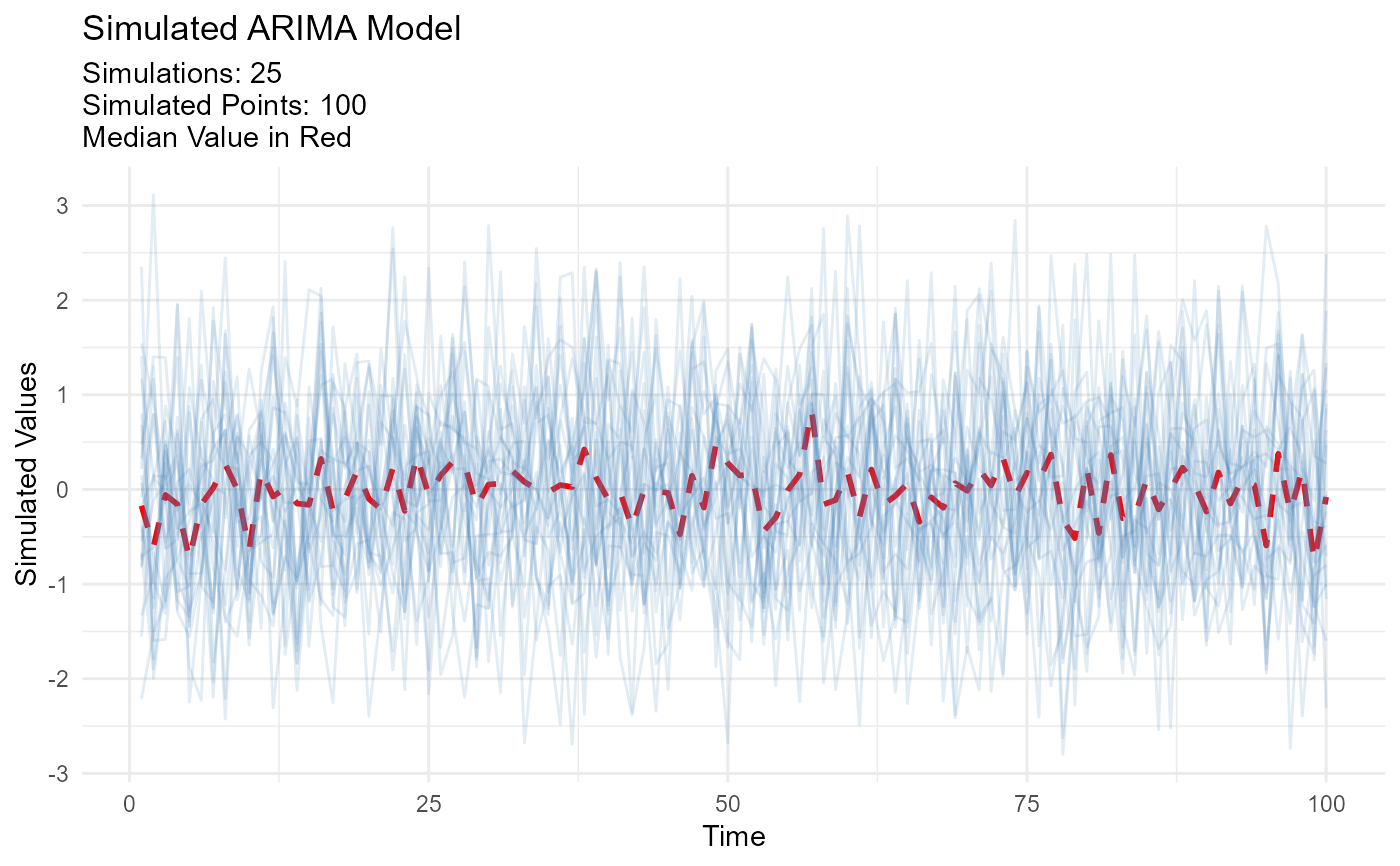 Simulated ARIMA Model
Simulations: 25
Simulated Points: 100
Median Value in Red
3
2
1
0
-1
-2
-3
Simulated Values
0
25
50
75
100
Time